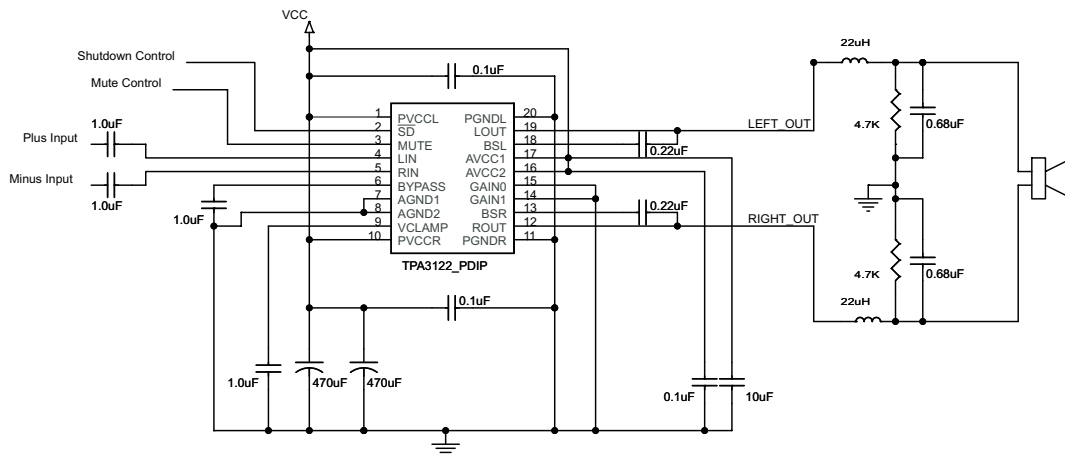 VCC
Shutdown Control
Mute Control
Plus Input
1.0uF
Minus Input
1.0uF
1.0uF
0.1uF
1 PVCCL
2 SD
3 MUTE
4 LIN
5 RIN
6 BYPASS
7 AGND1
8 AGND2
9 VCLAMP
10 PVCCR
PGNDL 20
LOUT 19
BSL 18
AVCC1 17
AVCC2 16
GAIN0 15
GAIN1 14
BSR 13
ROUT 12
PGNDR 11
TPA3122_PDIP
0.22uF
LEFT_OUT
0.22uF
RIGHT_OUT
22uH
4.7K
0.68uF
4.7K
0.68uF
22uH
0.1uF
1.0uF
470uF
470uF
0.1uF
10uF